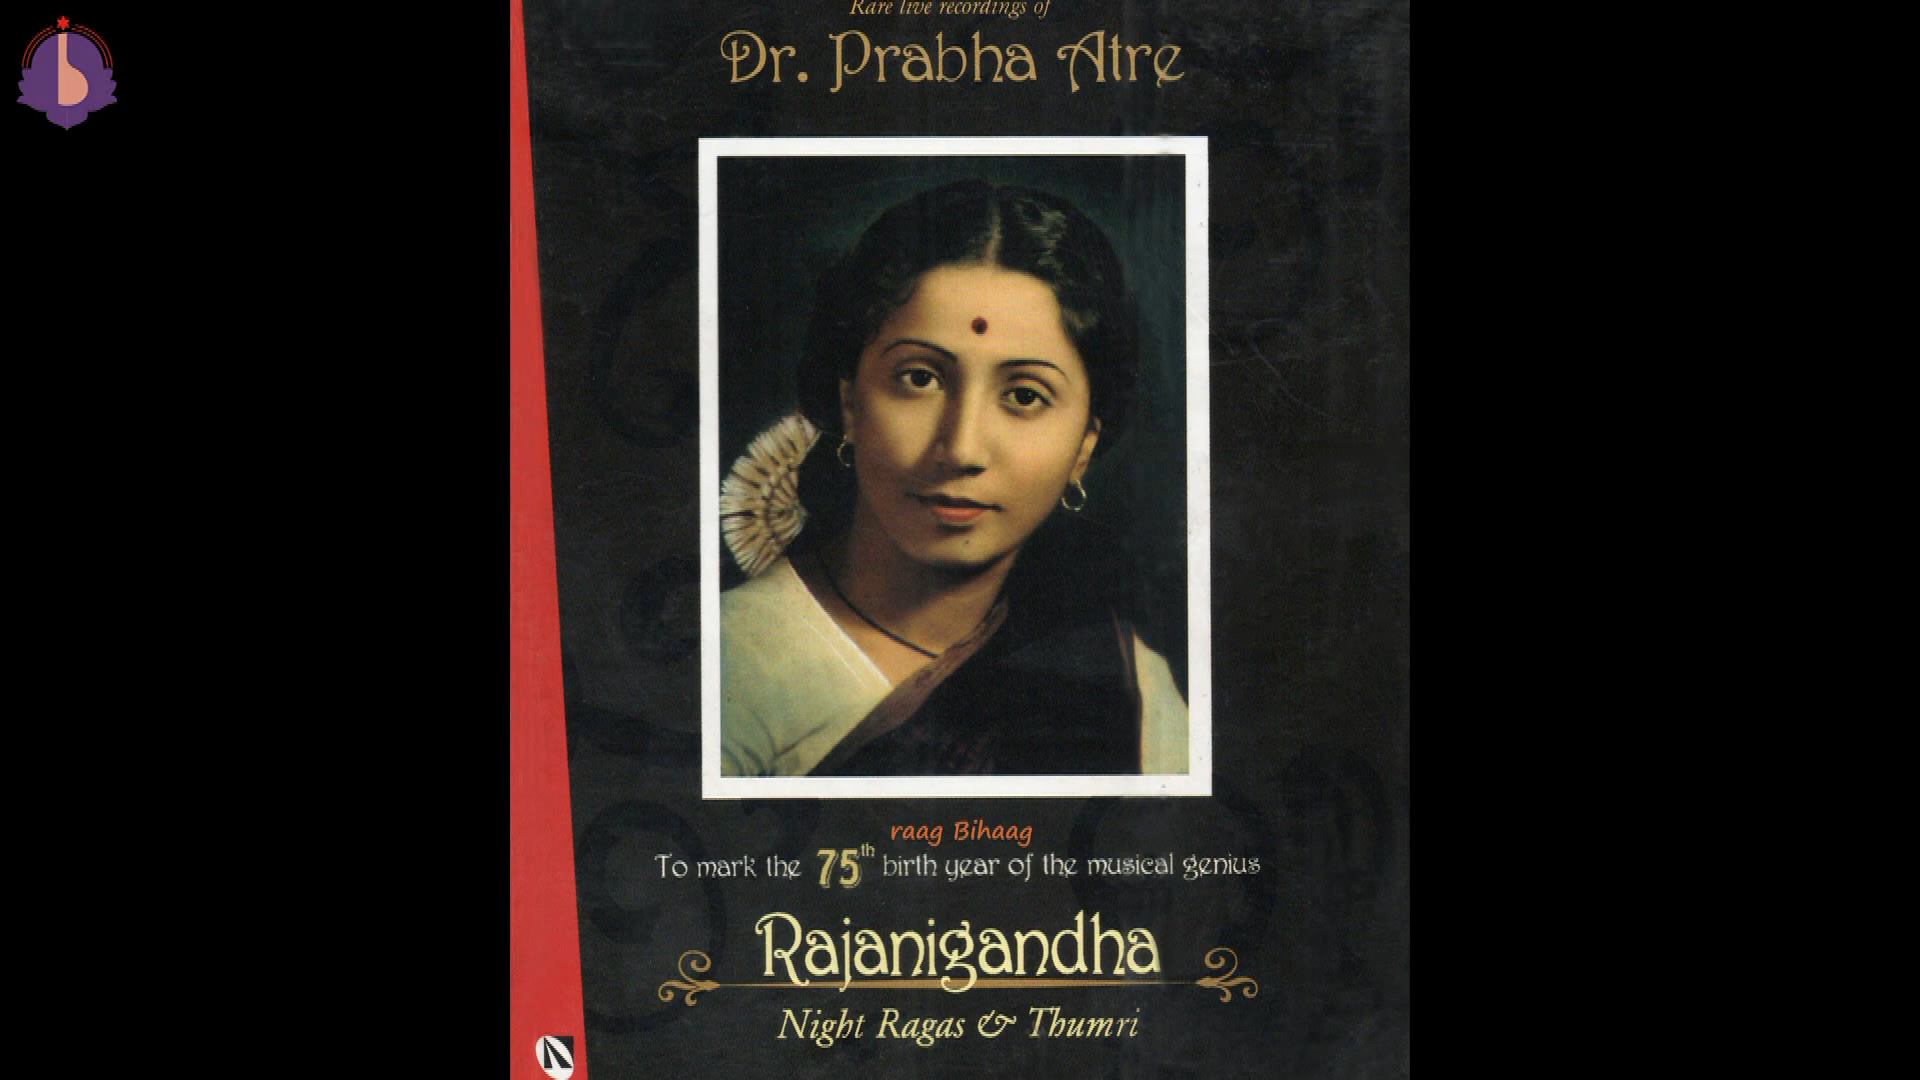 Rare live recordings of
Dr. Prabha Atre
raag Bihaag
To mark the 75th birth year of the musical genius
Rajanigandha
Night Ragas & Thumri